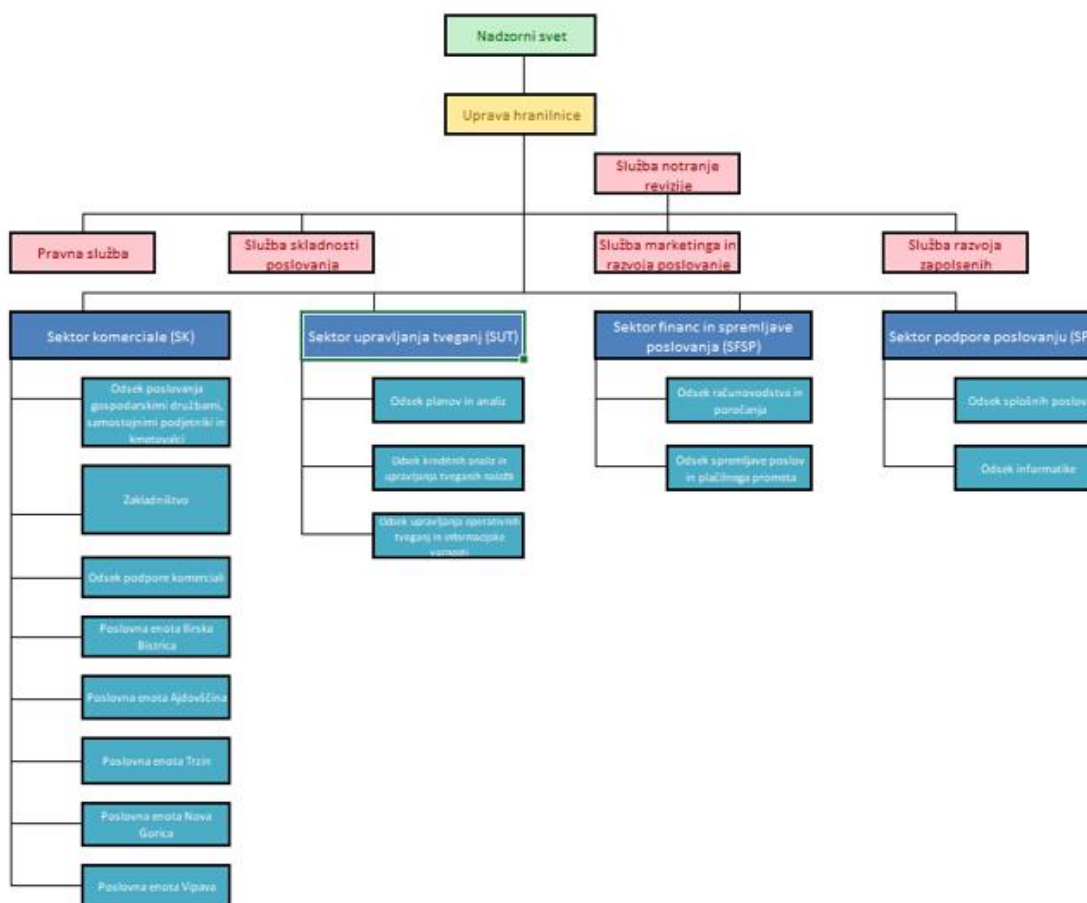 Nadzorni svet
Uprava hranilnice
Služba notranje
revizije
Pravna služba
Služba skladnosti
poslovanja
Služba marketinga in
razvoja poslovanje
Služba razvoja
zapolsenih
Sektor komerciale (SK)
Sektor upravljanja tveganj (SUT)
Sektor financ in spremljave
poslovanja (SFSP)
Sektor podpore poslovanju (SP
Odsek poslovanja
gospodarskimi družbami,
samostojnimi podjetniki in
kmetovalci
Zakladništvo
Odsek podpore komerciali
Poslovna enota Ilirska
Bistrica
Poslovna enota Ajdovščina
Poslovna enota Trzin
Poslovna enota Nova
Gorica
Poslovna enota Vipava
Odsek planov in analiz
Odsek kreditnih analiz in
upravljanja tveganih naložb
Odsek upravljanja operativnih
tveganj in informacijske
varnosti
Odsek računovodstva in
poročanja
Odsek spremljave poslov
in plačilnega prometa
Odsek splošnih poslov
Odsek informatike